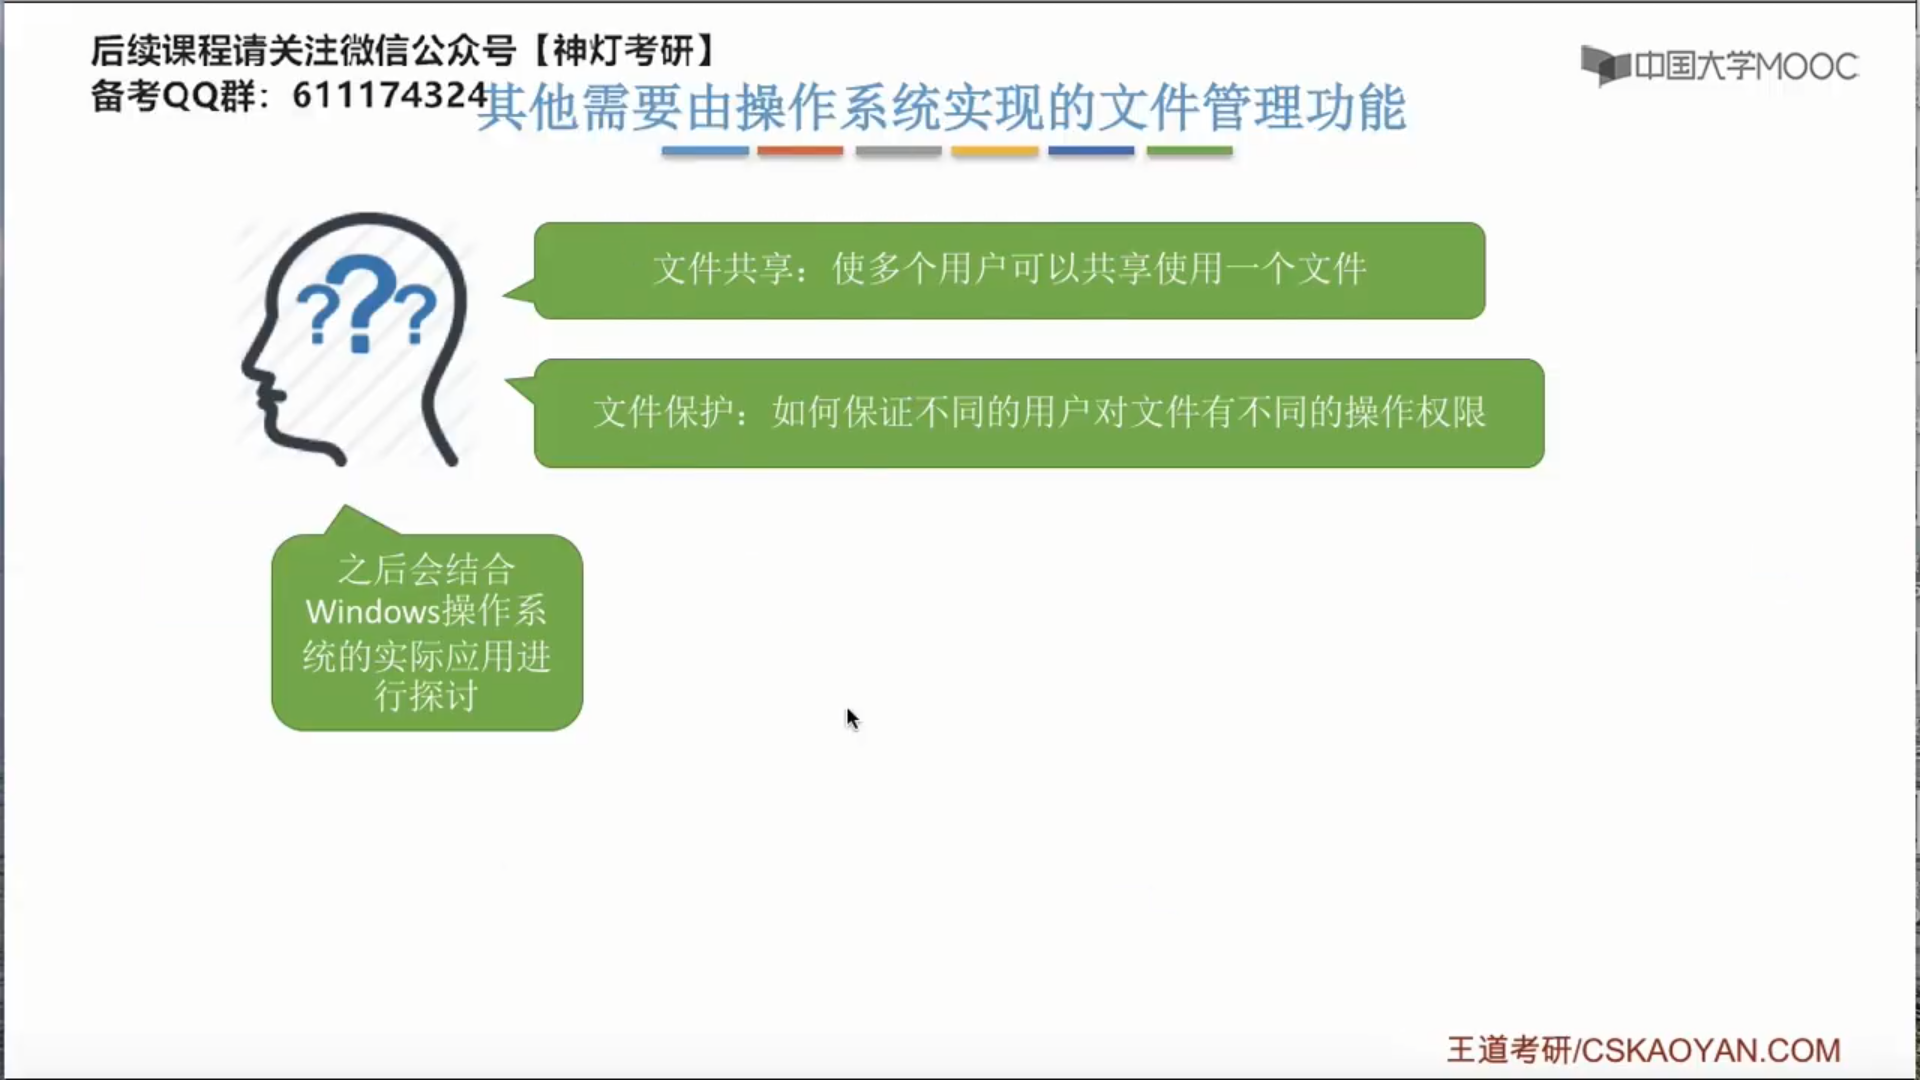 后续课程请关注微信公众号【神灯考研】
备考QQ群：611174324
中国大学MOOC
其他需要由操作系统实现的文件管理功能
???
文件共享：使多个用户可以共享使用一个文件
文件保护：如何保证不同的用户对文件有不同的操作权限
之后会结合
Windows操作系
统的实际应用进
行探讨
王道考研/CSKAOYAN.COM